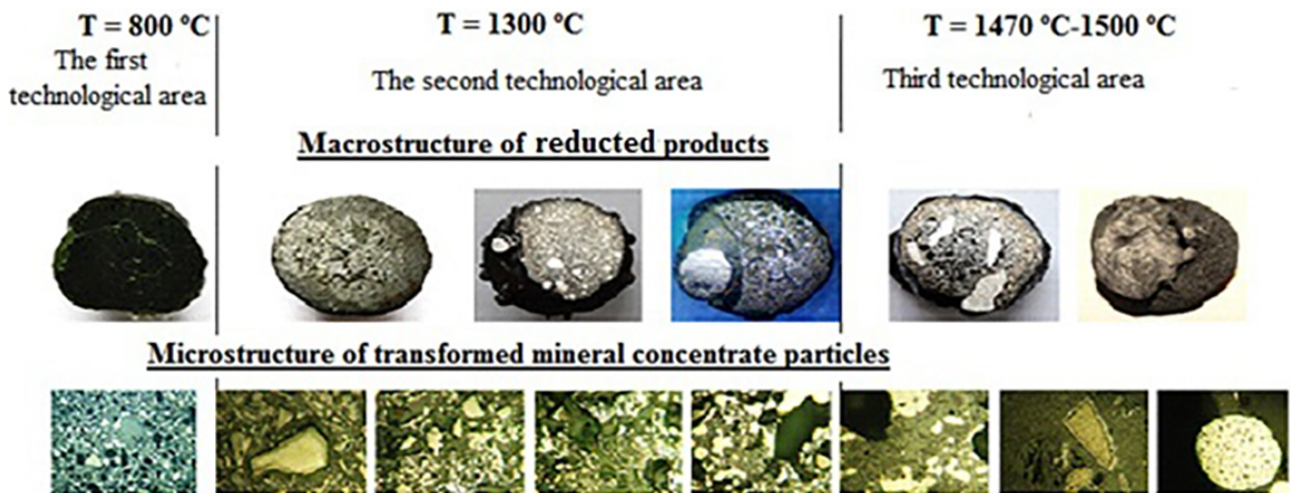 T = 800 °C
The first
technological area
T = 1300 °C
The second technological area
T = 1470 °C-1500 °C
Third technological area
Macrostructure of reducted products
Microstructure of transformed mineral concentrate particles